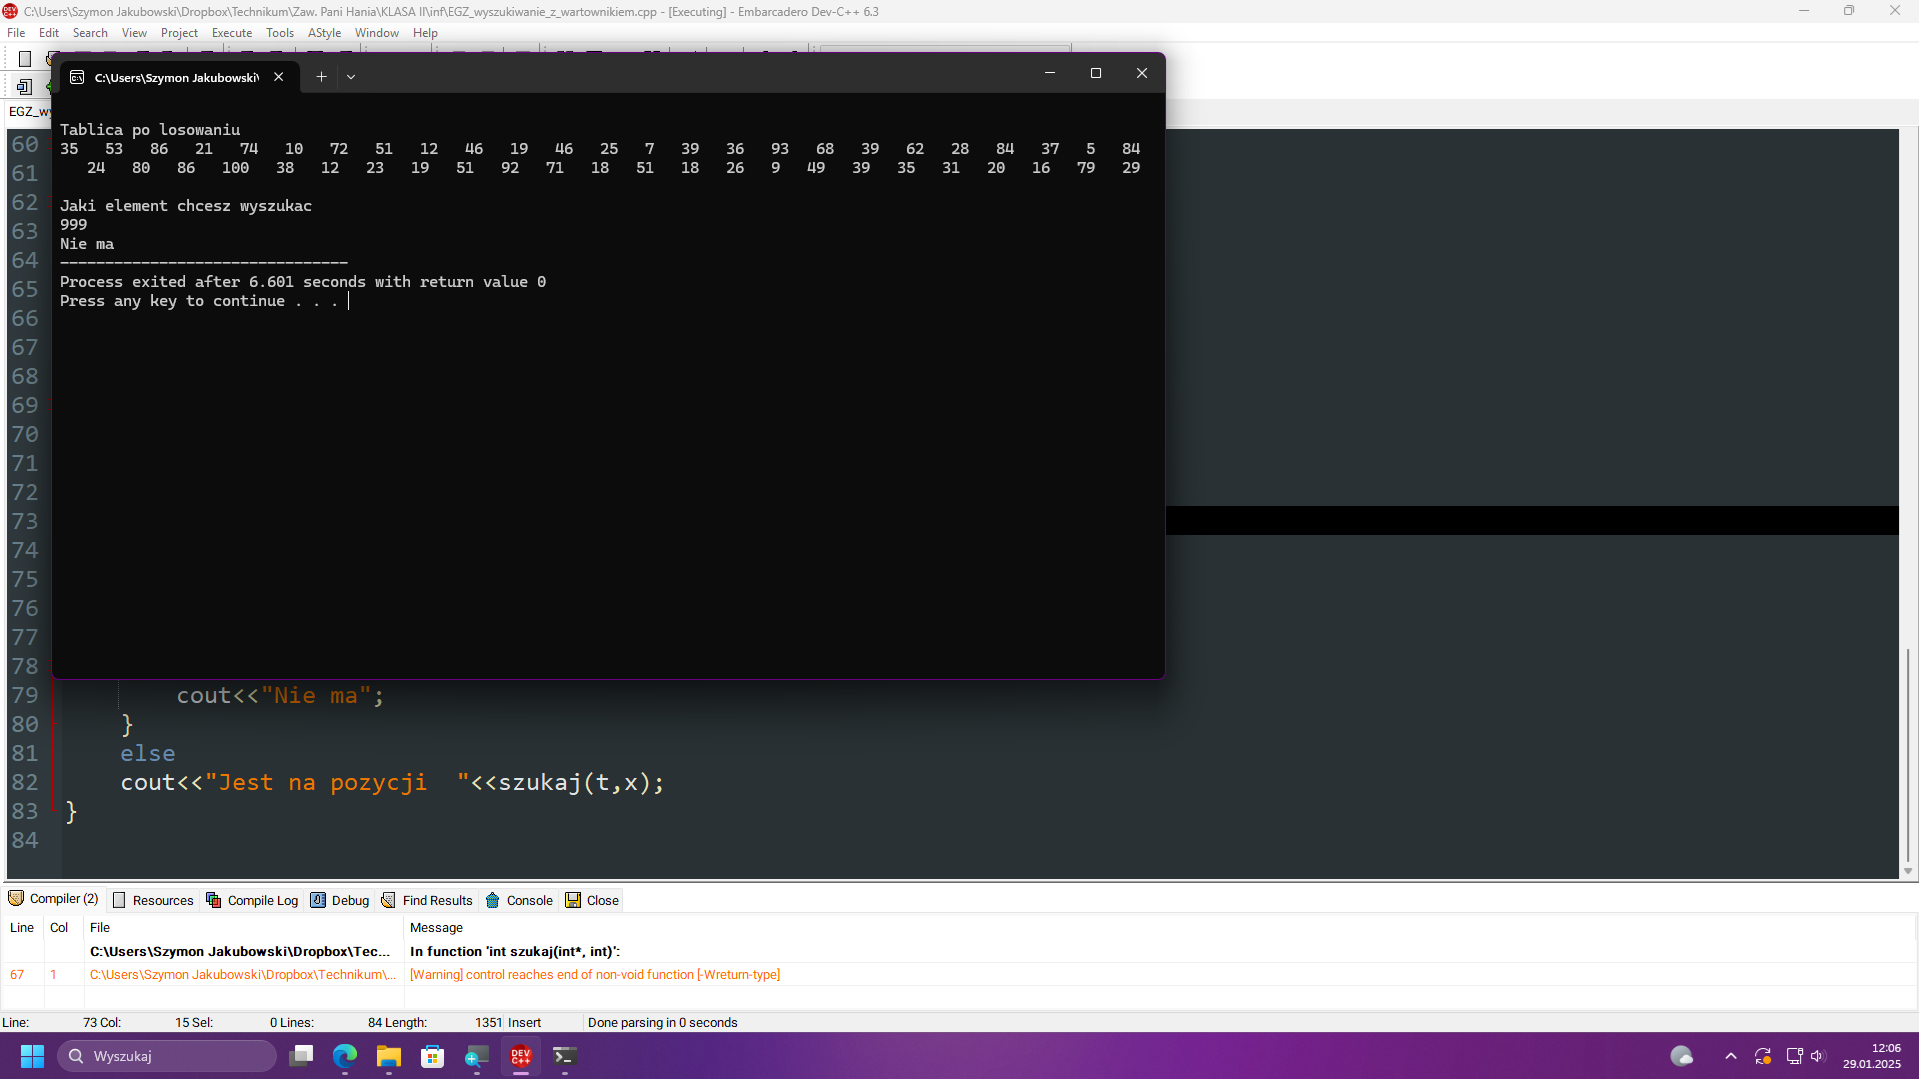 C:\Users\Szymon Jakubowski\Dropbox\Technikum\Zaw. Pani Hania\KLASA II\inf\EGZ_wyszukiwanie_z_wartownikiem.cpp - [Executing] - Embarcadero Dev-C++ 6.3
File Edit Search View Project Execute Tools AStyle Window Help
C:\Users\Szymon Jakubowski\
EGZ_wy
Tablica po losowaniu
35 53 86 21 74 10 72 51 12 46 19 46 25 7 39 36 93 68 39 62 28 84 37 5 84
24 80 86 100 38 12 23 19 51 92 71 18 51 18 26 9 49 39 35 31 20 16 79 29
Jaki element chcesz wyszukac
999
Nie ma
--------------------------------
Process exited after 6.601 seconds with return value 0
Press any key to continue . . .
60
61
62
63
64
65
66
67
68
69
70
71
72
73
74
75
76
77
78
79 cout<<"Nie ma";
80 }
81 else
82 cout<<"Jest na pozycji  "<<szukaj(t,x);
83 }
84
Compiler (2) Resources Compile Log Debug Find Results Console Close
Line Col File Message
C:\Users\Szymon Jakubowski\Dropbox\Tec... In function 'int szukaj(int*, int)':
67 1 C:\Users\Szymon Jakubowski\Dropbox\Technikum\... [Warning] control reaches end of non-void function [-Wreturn-type]
Line: 73 Col: 15 Sel: 0 Lines: 84 Length: 1351 Insert Done parsing in 0 seconds
Wyszukaj
DEV C++
12:06
29.01.2025